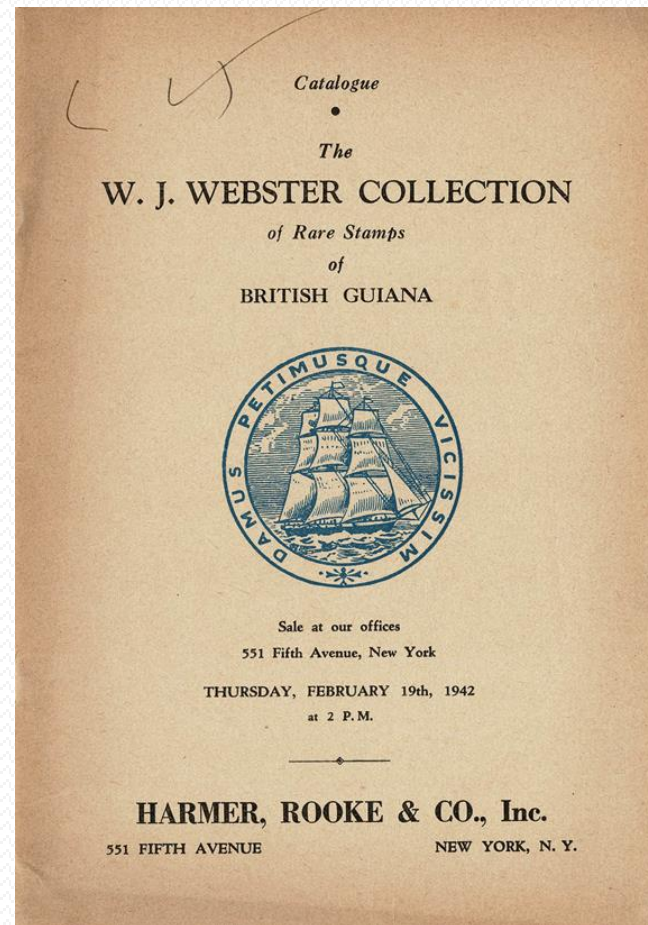 Catalogue
•
The
W. J. WEBSTER COLLECTION
of Rare Stamps
of
BRITISH GUIANA
DAMUS PETIMUSQUE VICISSIM
Sale at our offices
551 Fifth Avenue, New York
THURSDAY, FEBRUARY 19th, 1942
at 2 P. M.
HARMER, ROOKE & CO., Inc.
551 FIFTH AVENUE NEW YORK, N. Y.